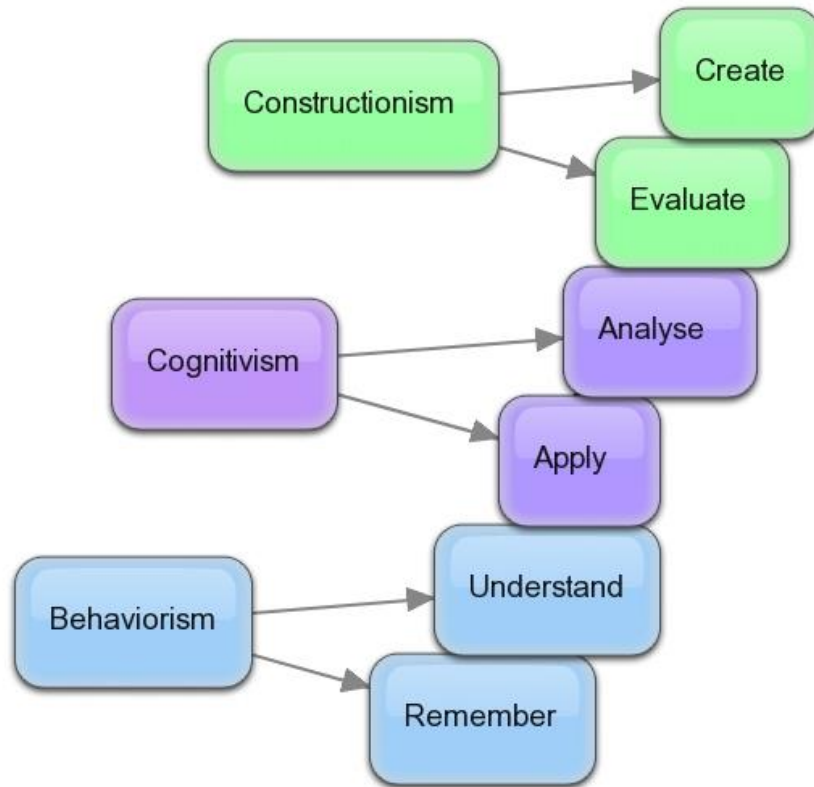 Create
Constructionism
Evaluate
Analyse
Cognitivism
Apply
Understand
Behaviorism
Remember